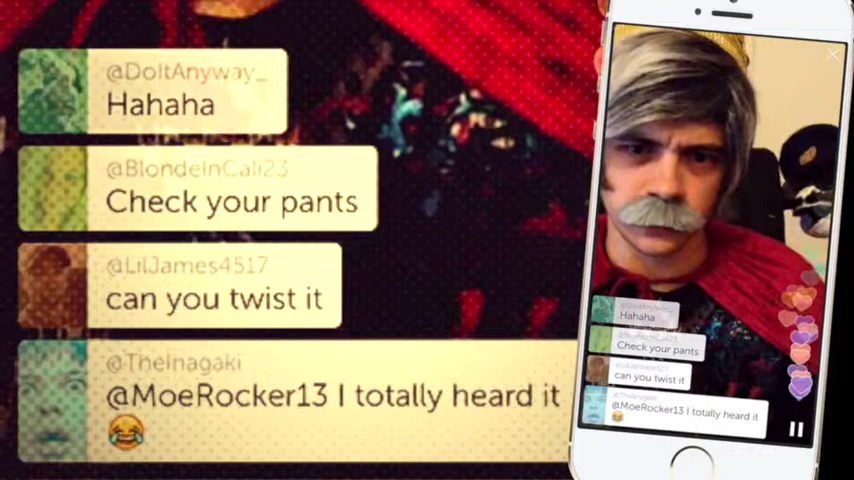 @DoItAnyway_
Hahaha
@BlondeInCali23
Check your pants
@LilJames4517
can you twist it
@TheInagaki
@MoeRocker13 I totally heard it
😂
Hahaha
Check your pants
can you twist it
@MoeRocker13 I totally heard it
😂